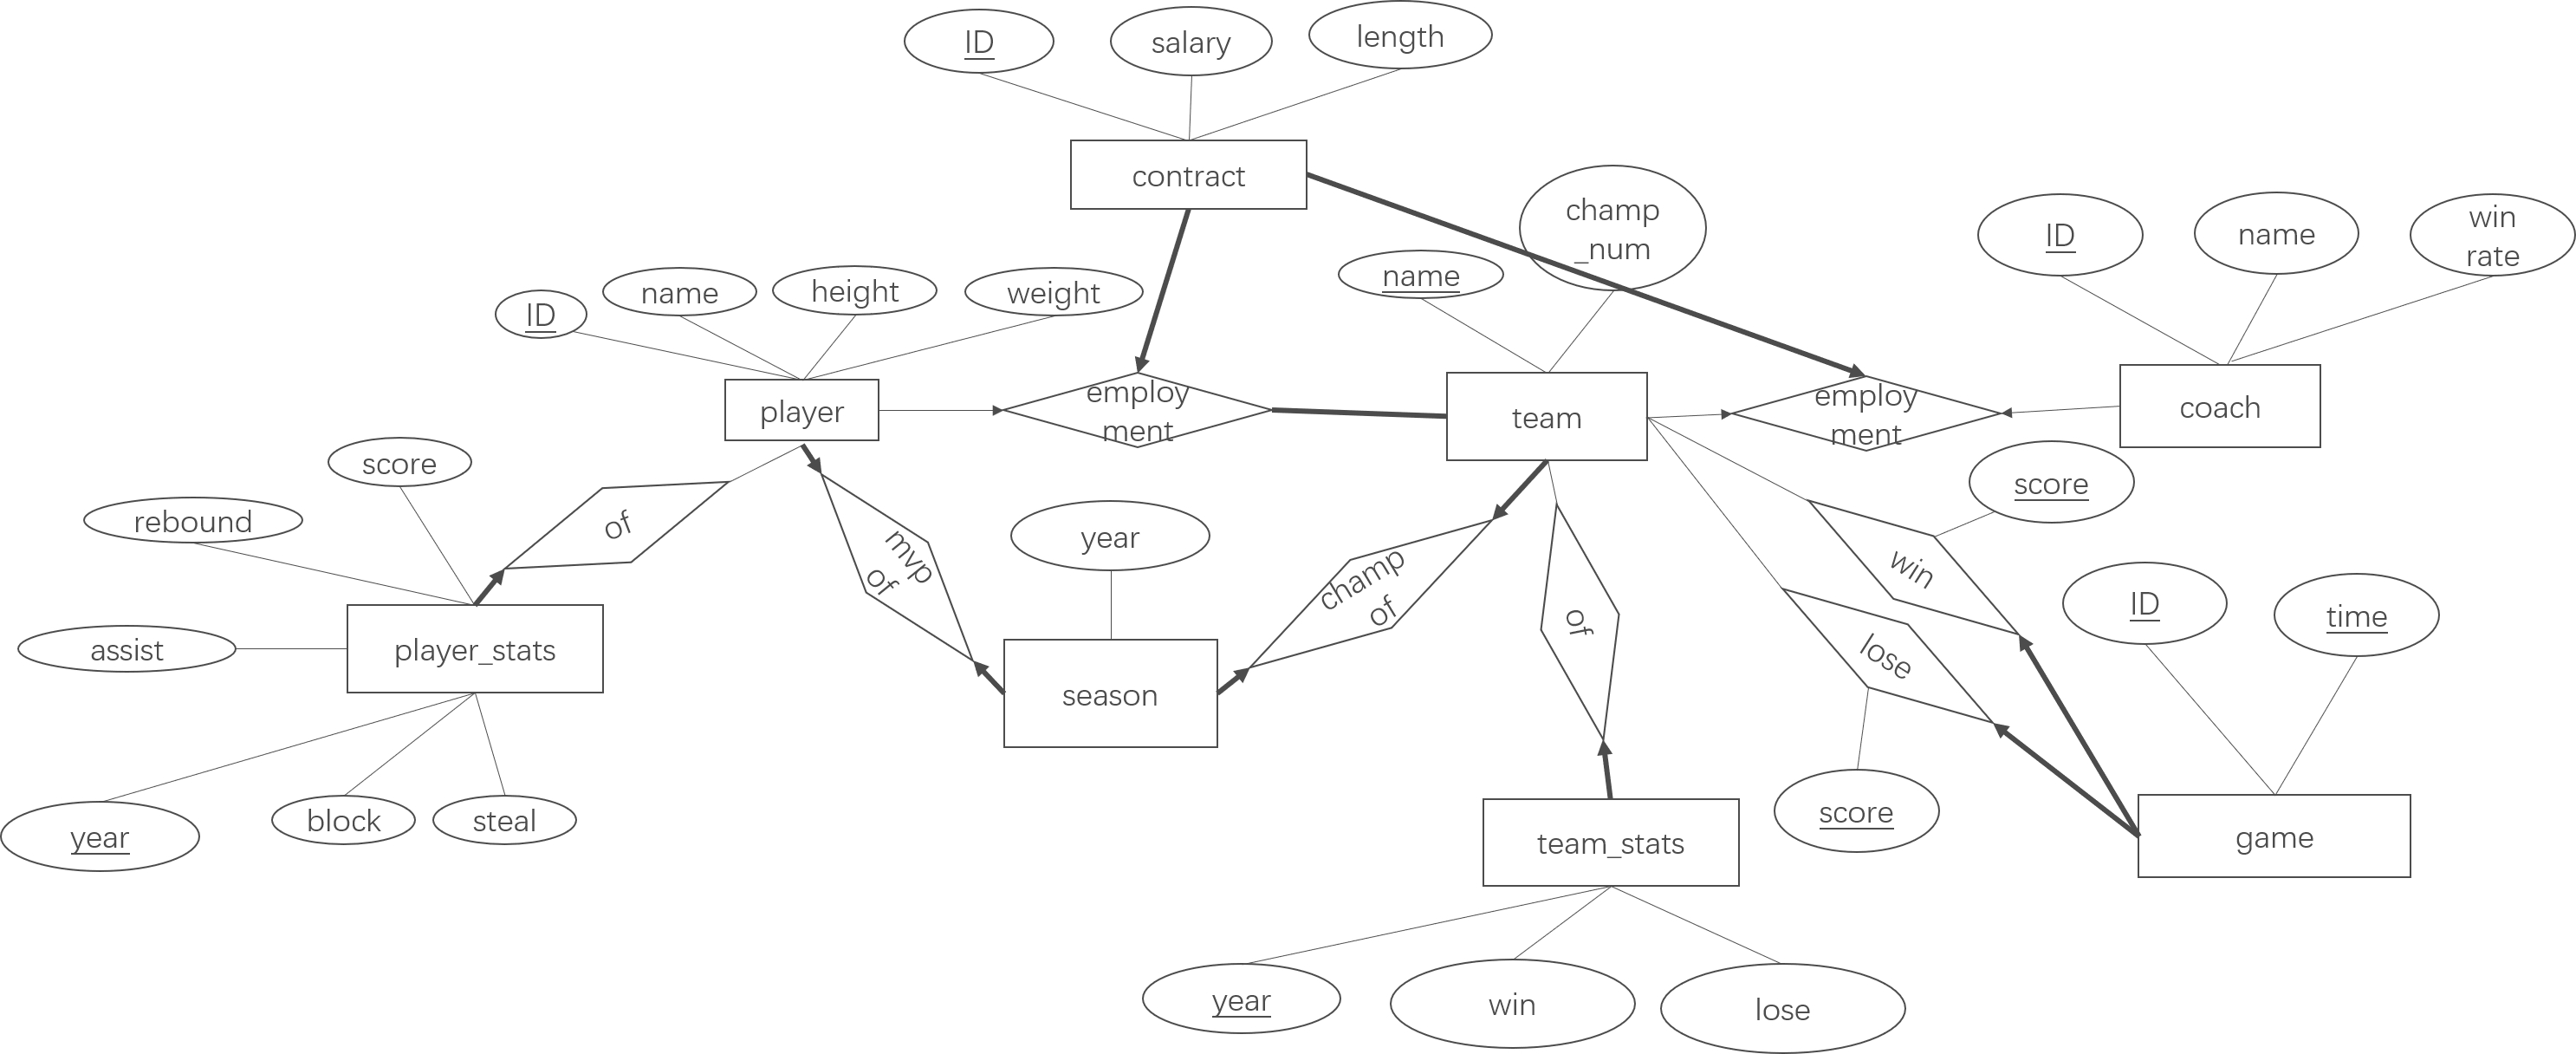 ID
salary
length
contract
champ
_num
name
ID
name
win
rate
ID
name
height
weight
player
employ
ment
team
employ
ment
coach
score
rebound
of
mvp
of
year
champ
of
of
win
score
lose
ID
time
assist
player_stats
season
year
block
steal
score
team_stats
game
year
win
lose